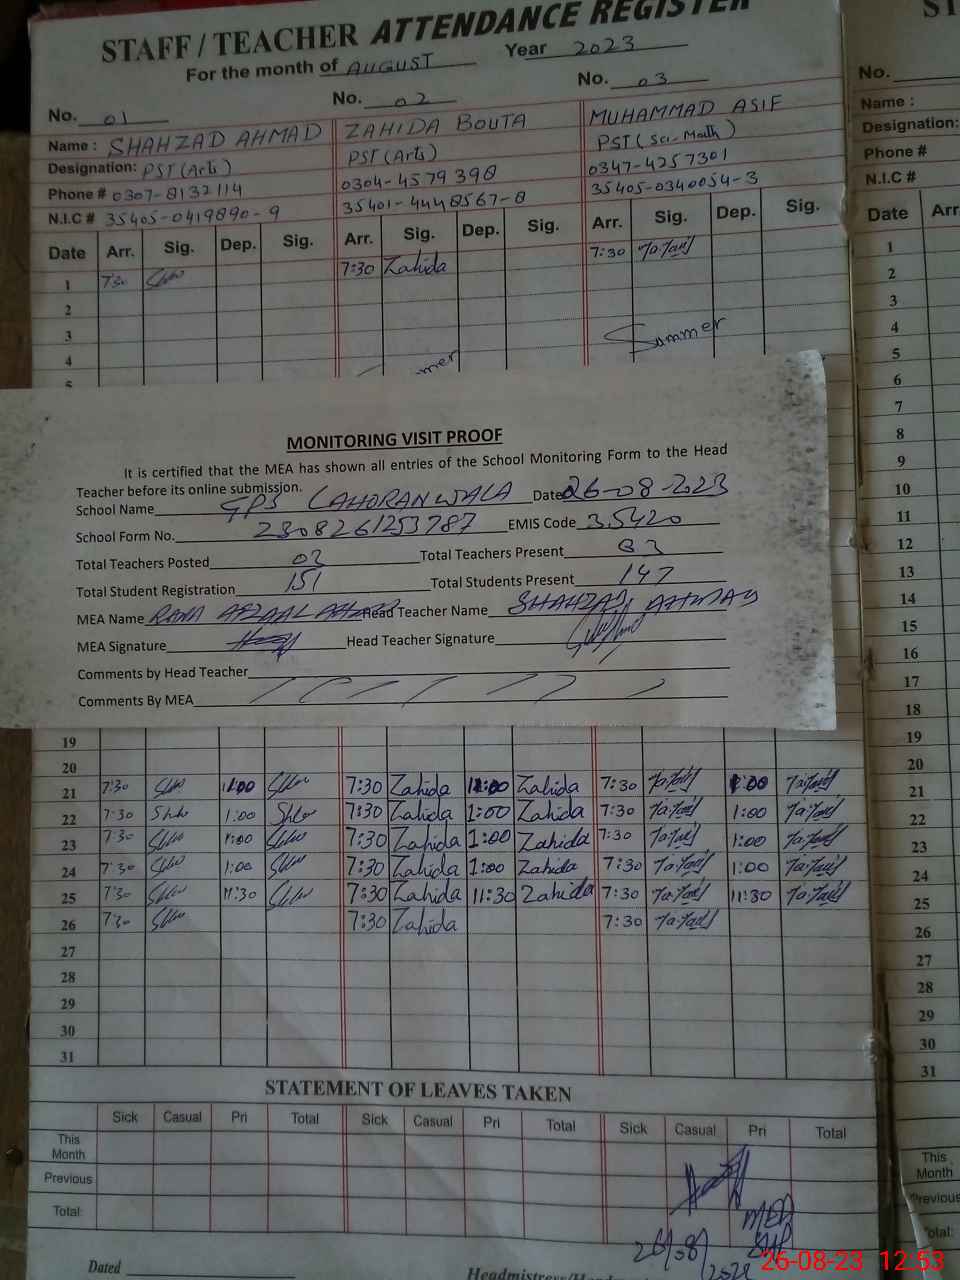 STAFF / TEACHER ATTENDANCE REGISTER
For the month of AUGUST Year 2023
No. 01 No. 02 No. 03
Name : SHAHZAD AHMAD ZAHIDA BOUTA MUHAMMAD ASIF
Designation: PST (Arts) PST (Arts) PST (Sci-Math)
Phone # 0307-8132114 0304-4579398 0347-4257301
N.I.C # 35405-0419890-9 35401-4448567-8 35405-0340054-3
Date Arr. Sig. Dep. Sig. Arr. Sig. Dep. Sig. Arr. Sig. Dep. Sig.
1 7:30 7:30 Zahida 7:30
2
3
4 mer Summer
5
MONITORING VISIT PROOF
It is certified that the MEA has shown all entries of the School Monitoring Form to the Head
Teacher before its online submission.
School Name GPS LAHORANWALA Date 26-08-2023
School Form No. 2308261253787 EMIS Code 35420
Total Teachers Posted 03 Total Teachers Present 03
Total Student Registration 151 Total Students Present 147
MEA Name RANA AFZAAL Head Teacher Name SHAHZAD AHMAD
MEA Signature Head Teacher Signature
Comments by Head Teacher
Comments By MEA
19
20
21 7:30 1:00 7:30 Zahida 1:00 Zahida 7:30 1:00
22 7:30 1:00 7:30 Zahida 1:00 Zahida 7:30 1:00
23 7:30 1:00 7:30 Zahida 1:00 Zahida 7:30 1:00
24 7:30 1:00 7:30 Zahida 1:00 Zahida 7:30 1:00
25 7:30 11:30 7:30 Zahida 11:30 Zahida 7:30 11:30
26 7:30 7:30 Zahida 7:30
27
28
29
30
31
STATEMENT OF LEAVES TAKEN
Sick Casual Pri Total Sick Casual Pri Total Sick Casual Pri Total
This Month
Previous
Total:
MEA
26/08/2023
Dated
Headmistress/
No.
Name :
Designation:
Phone #
N.I.C #
Date Arr.
1
2
3
4
5
6
7
8
9
10
11
12
13
14
15
16
17
18
19
20
21
22
23
24
25
26
27
28
29
30
31
This Month
Previous
Total:
26-08-23 12:53